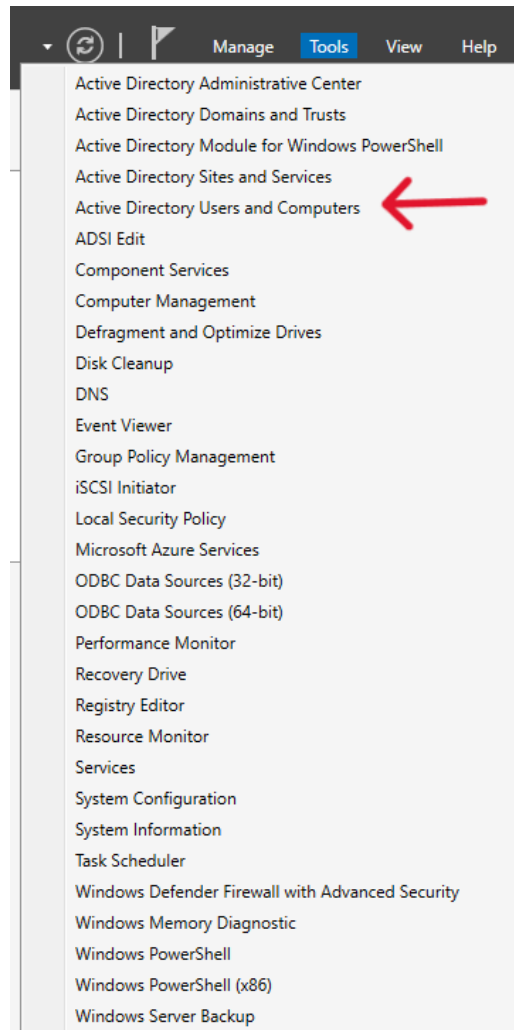 Manage Tools View Help
Active Directory Administrative Center
Active Directory Domains and Trusts
Active Directory Module for Windows PowerShell
Active Directory Sites and Services
Active Directory Users and Computers
ADSI Edit
Component Services
Computer Management
Defragment and Optimize Drives
Disk Cleanup
DNS
Event Viewer
Group Policy Management
iSCSI Initiator
Local Security Policy
Microsoft Azure Services
ODBC Data Sources (32-bit)
ODBC Data Sources (64-bit)
Performance Monitor
Recovery Drive
Registry Editor
Resource Monitor
Services
System Configuration
System Information
Task Scheduler
Windows Defender Firewall with Advanced Security
Windows Memory Diagnostic
Windows PowerShell
Windows PowerShell (x86)
Windows Server Backup